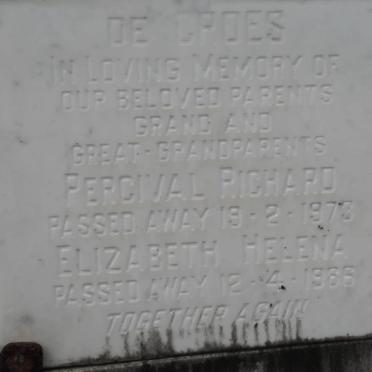 DE CROES
IN LOVING MEMORY OF
OUR BELOVED PARENTS
GRAND AND
GREAT-GRANDPARENTS
PERCIVAL RICHARD
PASSED AWAY 19-2-1973
ELIZABETH HELENA
PASSED AWAY 12-4-1986
TOGETHER AGAIN